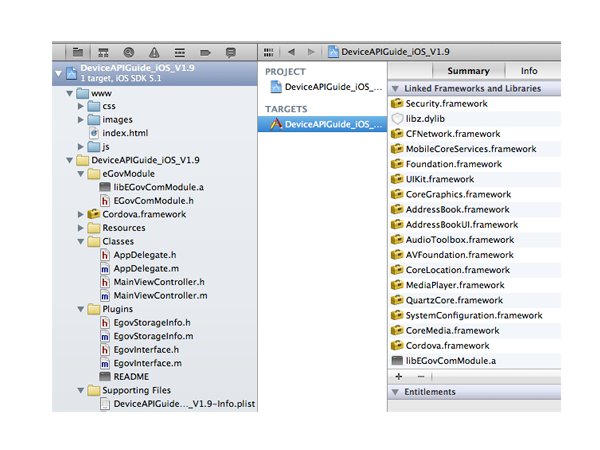 DeviceAPIGuide_iOS_V1.9
1 target, iOS SDK 5.1
www
css
images
index.html
js
DeviceAPIGuide_iOS_V1.9
eGovModule
libEGovComModule.a
EGovComModule.h
Cordova.framework
Resources
Classes
AppDelegate.h
AppDelegate.m
MainViewController.h
MainViewController.m
Plugins
EgovStorageInfo.h
EgovStorageInfo.m
EgovInterface.h
EgovInterface.m
README
Supporting Files
DeviceAPIGuide..._V1.9-Info.plist
DeviceAPIGuide_iOS_V1.9
PROJECT
DeviceAPIGuide_iOS_...
TARGETS
DeviceAPIGuide_iOS_...
Summary Info
Linked Frameworks and Libraries
Security.framework
libz.dylib
CFNetwork.framework
MobileCoreServices.framework
Foundation.framework
UIKit.framework
CoreGraphics.framework
AddressBook.framework
AddressBookUI.framework
AudioToolbox.framework
AVFoundation.framework
CoreLocation.framework
MediaPlayer.framework
QuartzCore.framework
SystemConfiguration.framework
CoreMedia.framework
Cordova.framework
libEGovComModule.a
Entitlements